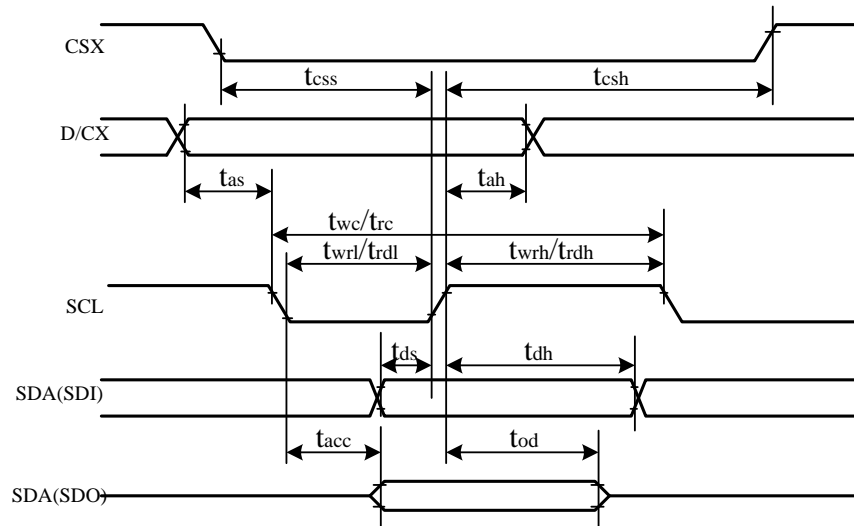 CSX
tcss
tcsh
D/CX
tas
tah
twc/trc
twrl/trdl
twrh/trdh
SCL
tds
tdh
SDA(SDI)
tacc
tod
SDA(SDO)